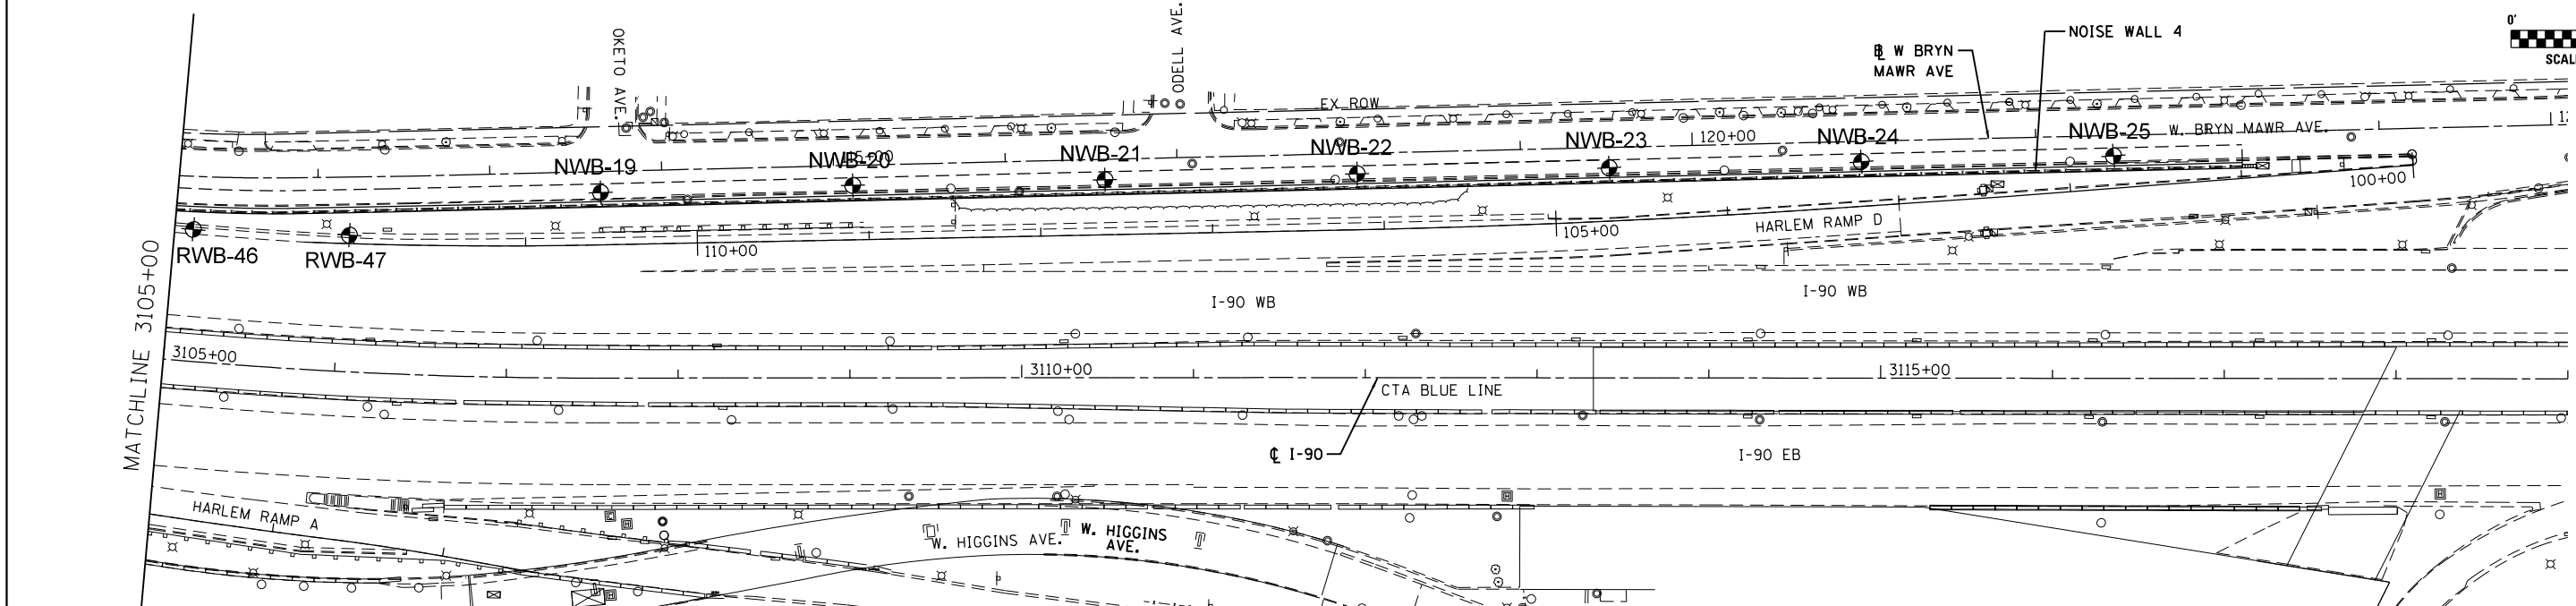 OKETO AVE.
ODELL AVE.
NOISE WALL 4
0'
SCAL
W BRYN
MAWR AVE
EX ROW
NWB-19
NWB-20
NWB-21
NWB-22
NWB-23
120+00
NWB-24
NWB-25
W. BRYN MAWR AVE.
100+00
RWB-46
RWB-47
110+00
105+00
HARLEM RAMP D
I-90 WB
I-90 WB
MATCHLINE 3105+00
3105+00
3110+00
3115+00
CTA BLUE LINE
℄ I-90
I-90 EB
HARLEM RAMP A
W. HIGGINS AVE.
W. HIGGINS
AVE.